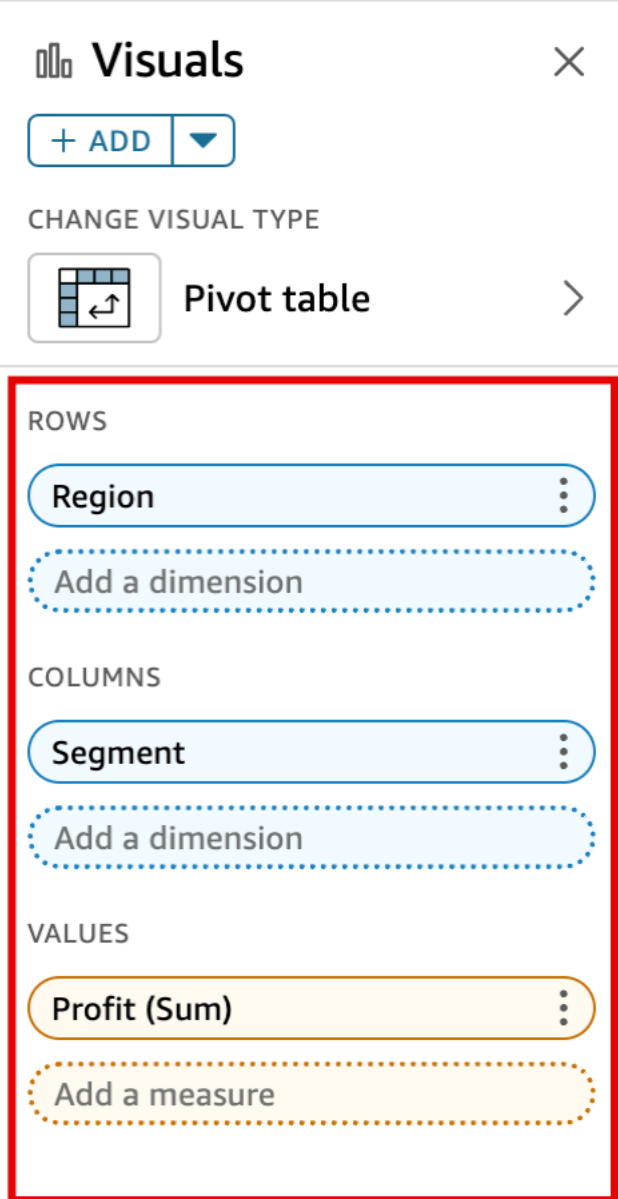 Visuals
+ ADD
CHANGE VISUAL TYPE
Pivot table
ROWS
Region
Add a dimension
COLUMNS
Segment
Add a dimension
VALUES
Profit (Sum)
Add a measure